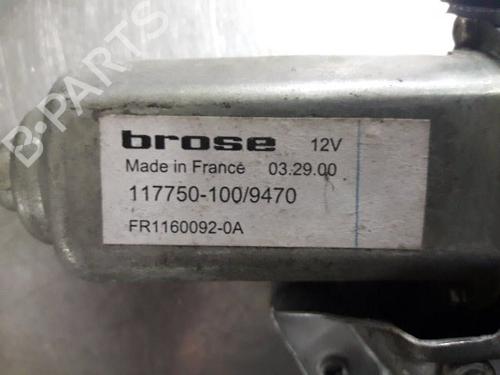 brose 12V
Made in France 03.29.00
117750-100/9470
FR1160092-0A
B-PARTS